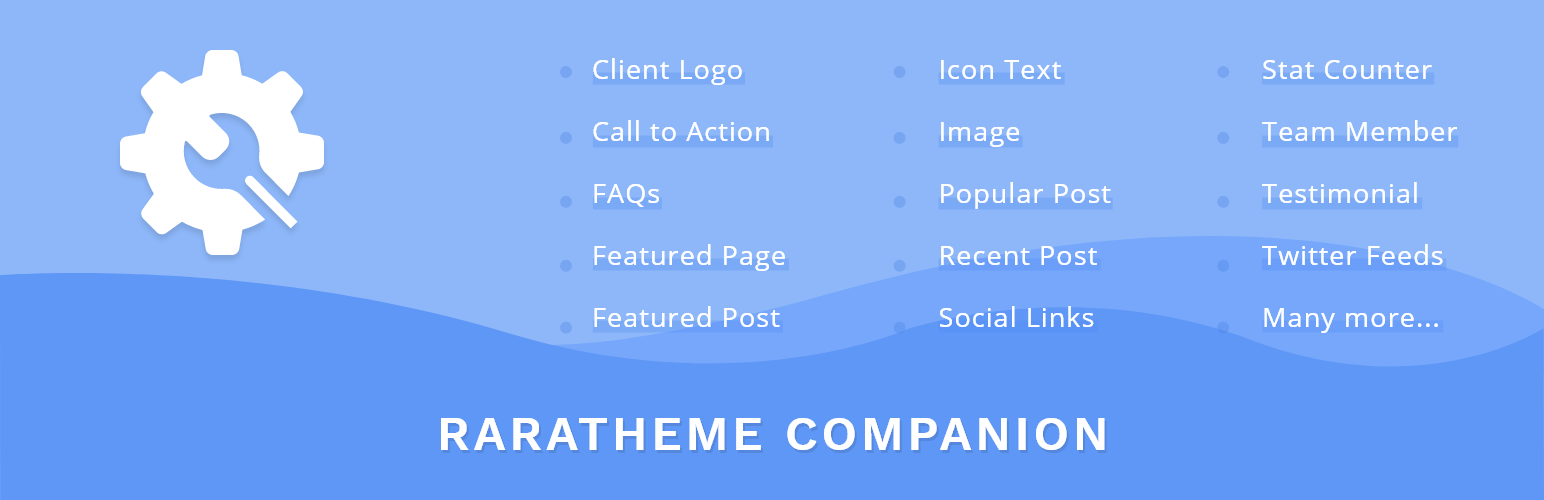 Client Logo
Call to Action
FAQs
Featured Page
Featured Post
Icon Text
Image
Popular Post
Recent Post
Social Links
Stat Counter
Team Member
Testimonial
Twitter Feeds
Many more...
RARATHEME COMPANION